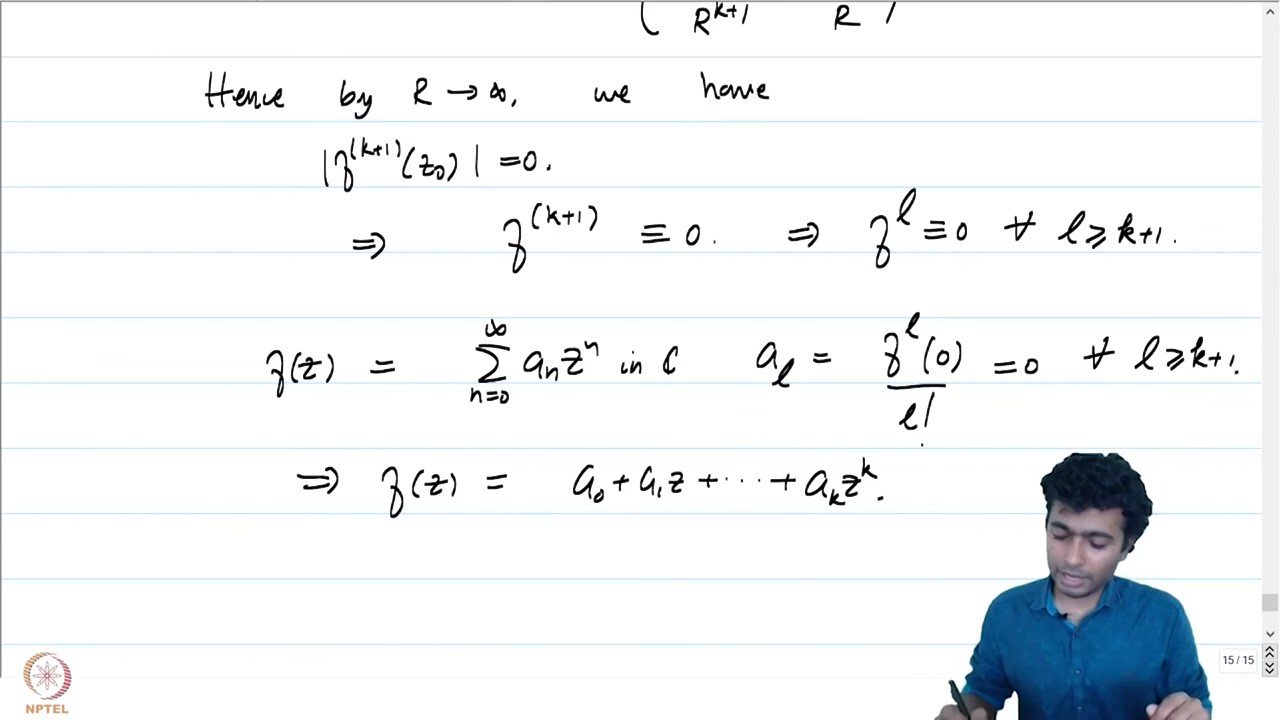 ( R^{k+1} R )
Hence by R → ∞, we have
|f^{(k+1)}(z₀)| = 0.
⇒ f^{(k+1)} ≡ 0. ⇒ f^l ≡ 0 ∀ l ≥ k+1.
f(z) = ∑_{n=0}^{∞} a_n z^n in ℂ a_l = f^l(0)/l! = 0 ∀ l ≥ k+1.
⇒ f(z) = a₀ + a₁z + ··· + a_k z^k.
15 / 15
NPTEL